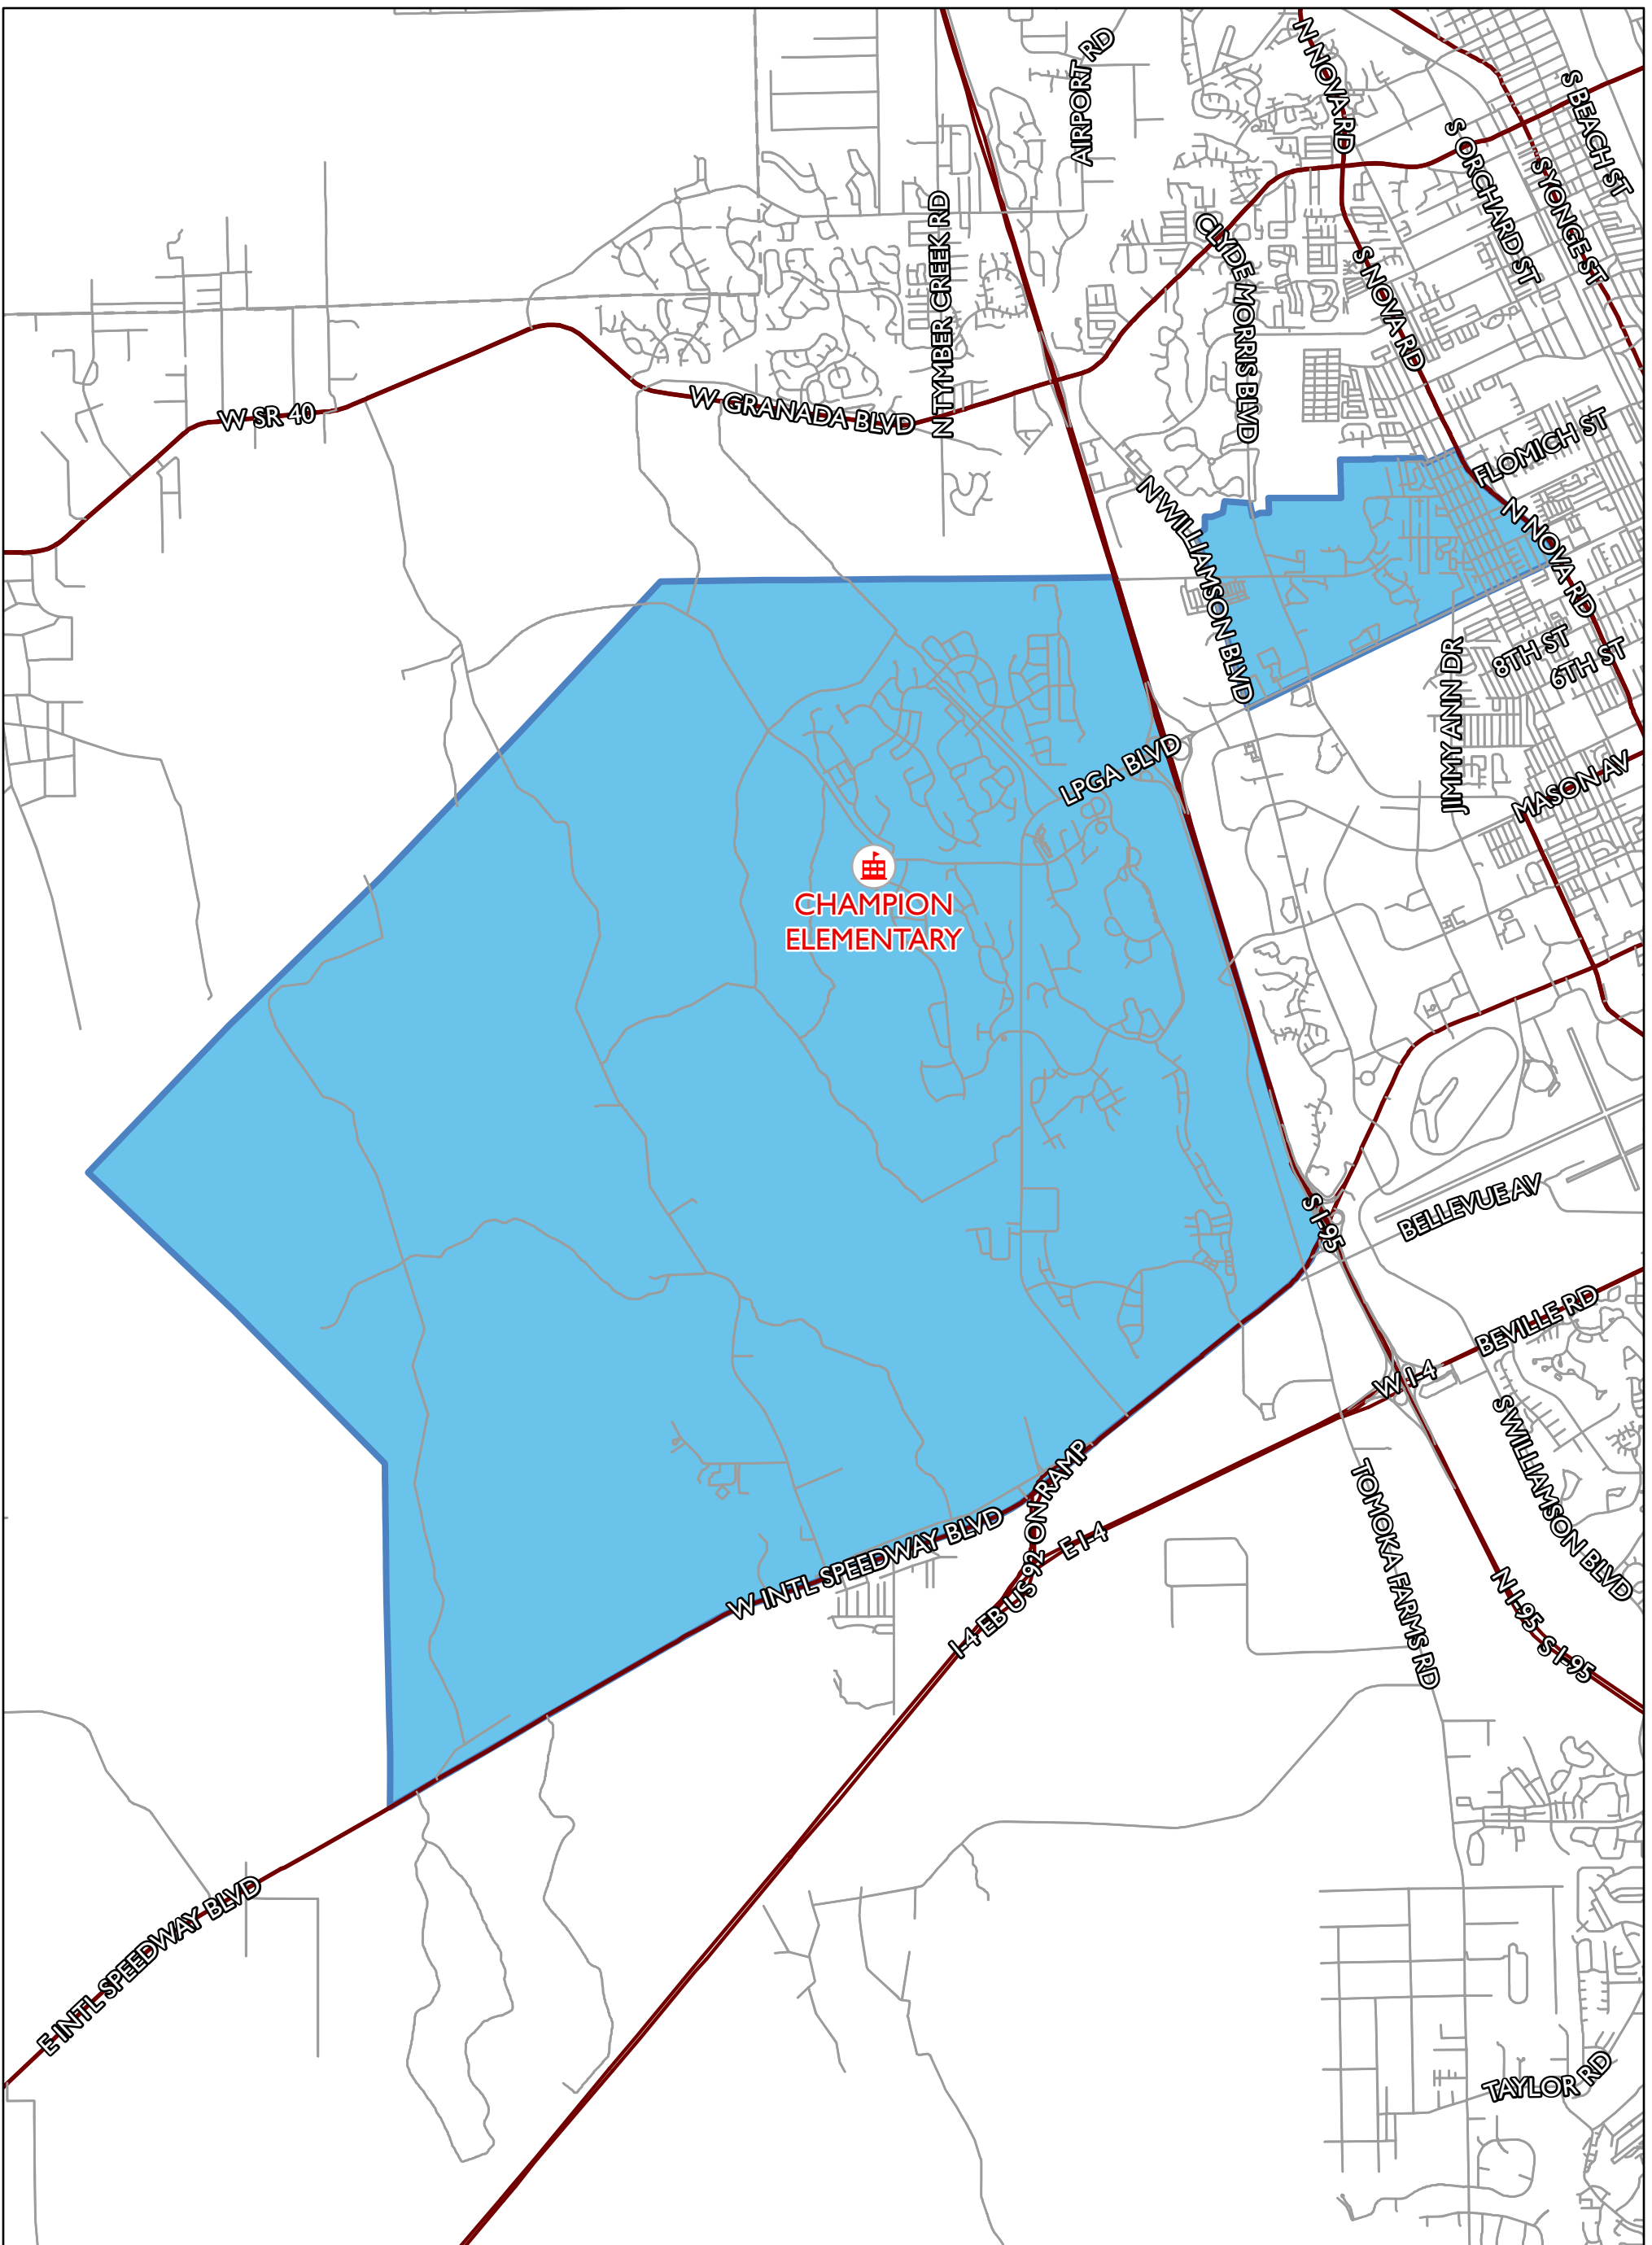 N NOVA RD
AIRPORT RD
S BEACH ST
S ORCHARD ST
S YONGE ST
N TYMBER CREEK RD
CLYDE MORRIS BLVD
S NOVA RD
W SR 40
W GRANADA BLVD
FLOMICH ST
N WILLIAMSON BLVD
N NOVA RD
8TH ST
6TH ST
JIMMY ANN DR
LPGA BLVD
MASON AV
CHAMPION
ELEMENTARY
S I-95
BELLEVUE AV
BEVILLE RD
W I-4
S WILLIAMSON BLVD
TOMOKA FARMS RD
W INTL SPEEDWAY BLVD
I-4 EB US 92 ON RAMP
E I-4
N I-95
S I-95
E INTL SPEEDWAY BLVD
TAYLOR RD